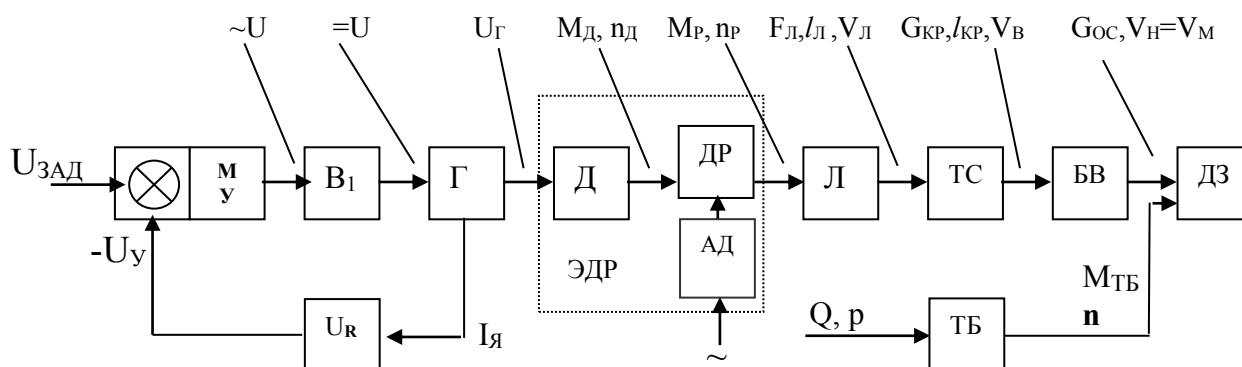 ~U
=U
UГ
MД, nД
MР, nР
FЛ,lЛ ,VЛ
GКР,lКР,VВ
GОС,VН=VМ
UЗАД
М
У
В1
Г
Д
ДР
Л
ТС
БВ
ДЗ
-UУ
ЭДР
АД
MТБ
n
UR
IЯ
~
Q, p
ТБ